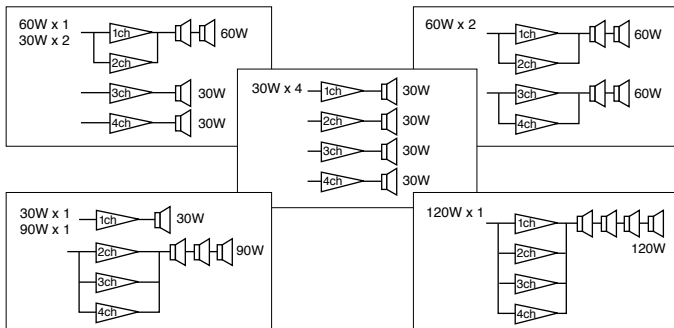 60W x 1
30W x 2
1ch
60W
2ch
3ch
30W
4ch
30W
60W x 2
1ch
60W
2ch
3ch
60W
4ch
30W x 4
1ch
30W
2ch
30W
3ch
30W
4ch
30W
30W x 1
90W x 1
1ch
30W
2ch
90W
3ch
4ch
120W x 1
1ch
120W
2ch
3ch
4ch